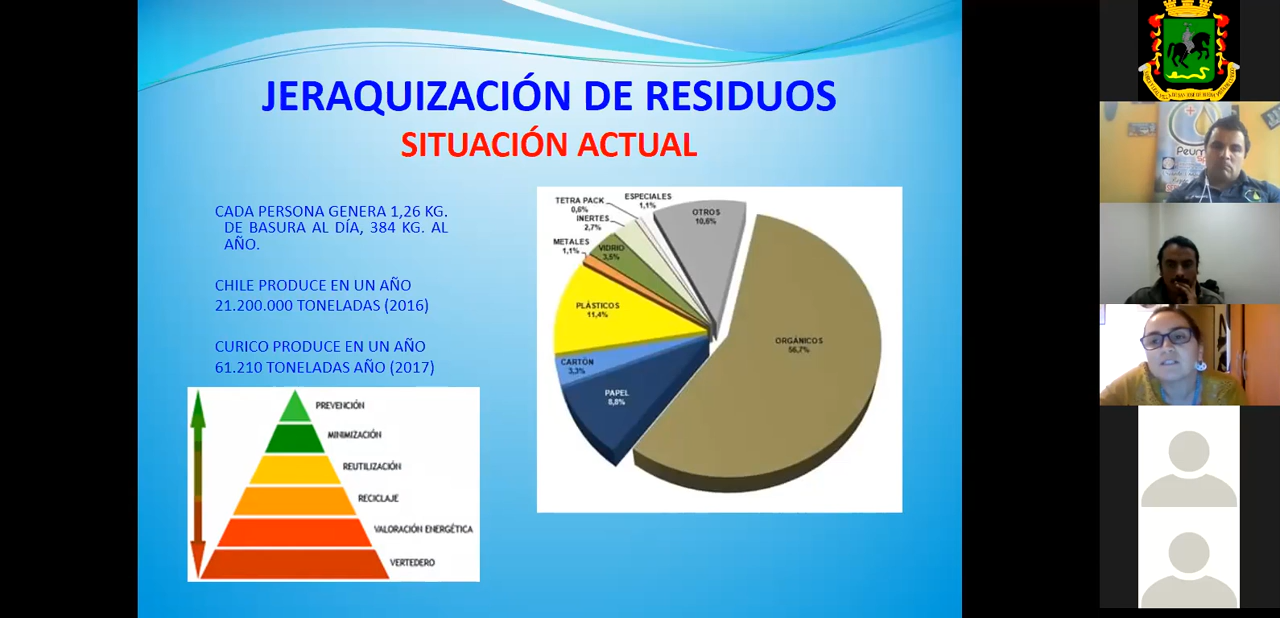 JERAQUIZACIÓN DE RESIDUOS
SITUACIÓN ACTUAL
CADA PERSONA GENERA 1,26 KG.
DE BASURA AL DÍA, 384 KG. AL
AÑO.
CHILE PRODUCE EN UN AÑO
21.200.000 TONELADAS (2016)
CURICO PRODUCE EN UN AÑO
61.210 TONELADAS AÑO (2017)
PREVENCIÓN
MINIMIZACIÓN
REUTILIZACIÓN
RECICLAJE
VALORACIÓN ENERGÉTICA
VERTEDERO
ESPECIALES
1,1%
TETRA PACK
0,6%
INERTES
2,7%
METALES
1,1%
VIDRIO
3,5%
OTROS
10,6%
PLÁSTICOS
11,4%
CARTÓN
3,3%
PAPEL
8,8%
ORGÁNICOS
56,7%
Peum